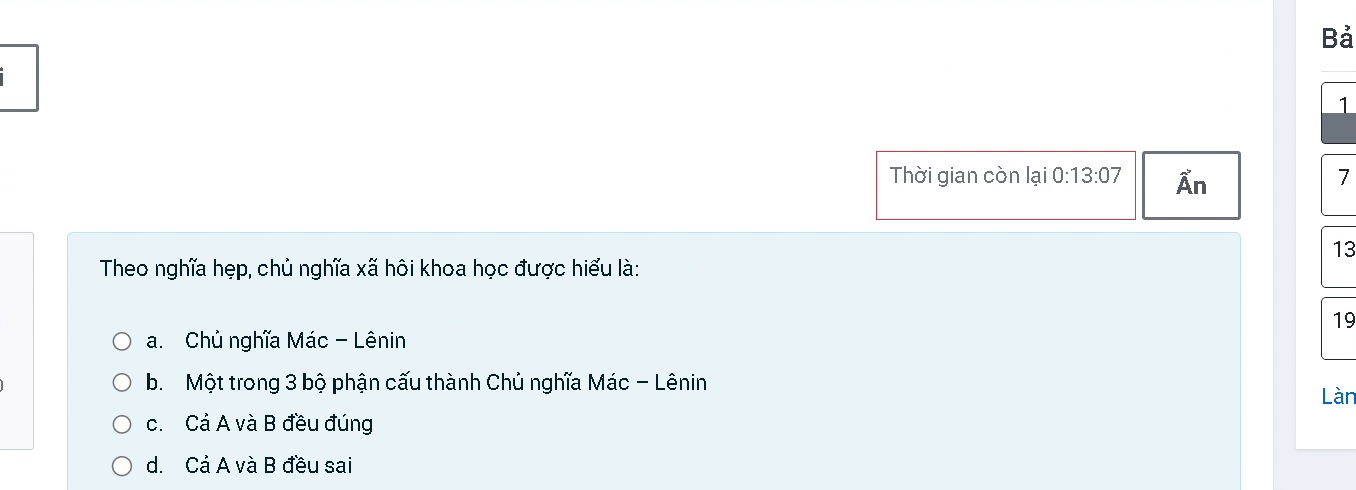 Bả
1
Thời gian còn lại 0:13:07
Ẩn
7
Theo nghĩa hẹp, chủ nghĩa xã hôi khoa học được hiểu là:
13
a. Chủ nghĩa Mác – Lênin
19
b. Một trong 3 bộ phận cấu thành Chủ nghĩa Mác – Lênin
c. Cả A và B đều đúng
d. Cả A và B đều sai